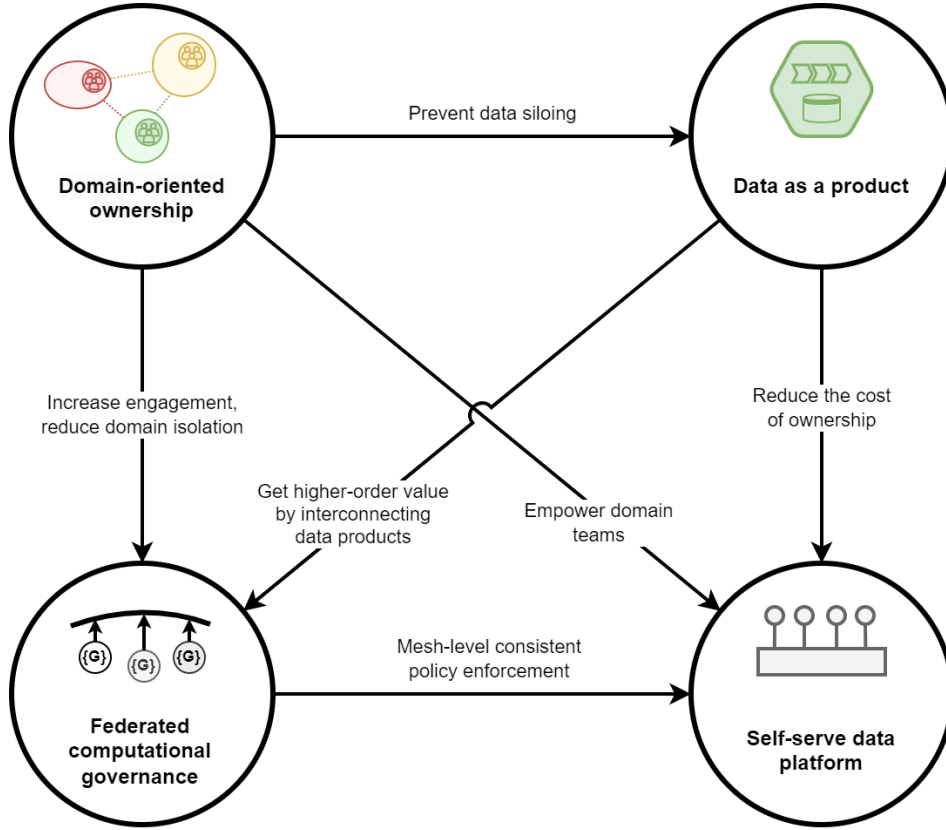 Prevent data siloing
Domain-oriented
ownership
Data as a product
Increase engagement,
reduce domain isolation
Reduce the cost
of ownership
Get higher-order value
by interconnecting
data products
Empower domain
teams
{G}
{G}
{G}
Mesh-level consistent
policy enforcement
Federated
computational
governance
Self-serve data
platform